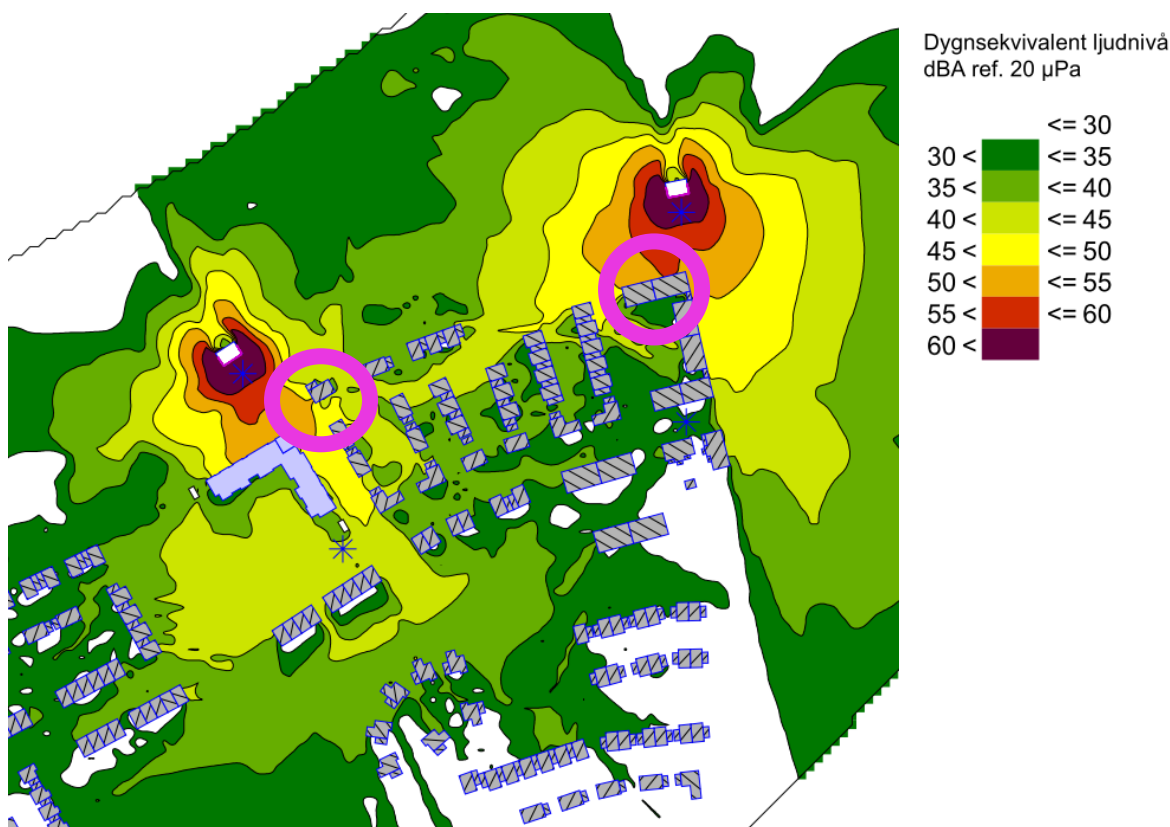 Dygnsekvivalent ljudnivå
dBA ref. 20 µPa
<= 30
30 < <= 35
35 < <= 40
40 < <= 45
45 < <= 50
50 < <= 55
55 < <= 60
60 <